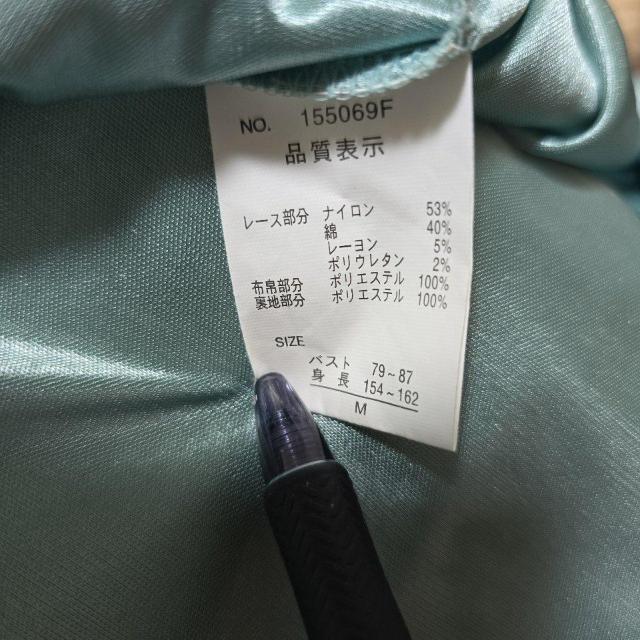 NO. 155069F
品質表示
レース部分 ナイロン 53%
綿 40%
レーヨン 5%
ポリウレタン 2%
布帛部分 ポリエステル 100%
裏地部分 ポリエステル 100%
SIZE
バスト 79~87
身長 154~162
M